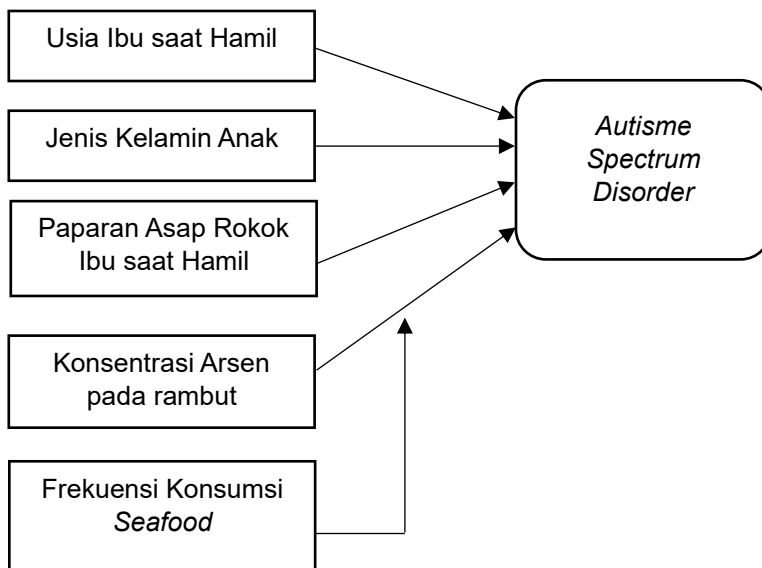 Usia Ibu saat Hamil
Jenis Kelamin Anak
Paparan Asap Rokok
Ibu saat Hamil
Konsentrasi Arsen
pada rambut
Frekuensi Konsumsi
Seafood
Autisme
Spectrum
Disorder